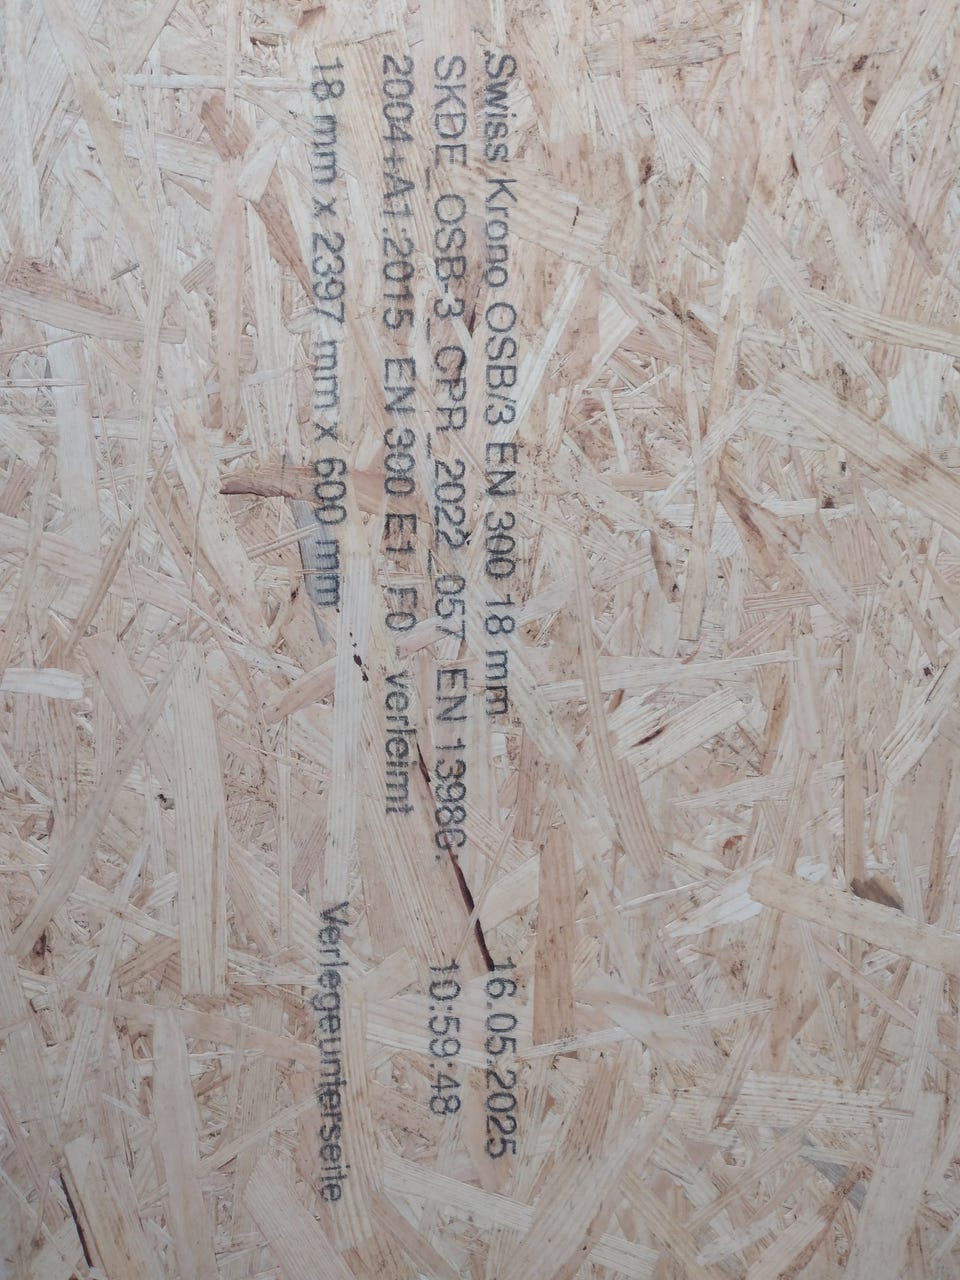 Swiss Krono OSB/3 EN 300 18 mm 16.05.2025
SKDE_OSB-3_CPR_2022_057 EN 13986: 10:59:48
2004+A1:2015 EN 300 E1 F0 - verleimt
18 mm x 2397 mm x 600 mm Verlegeunterseite